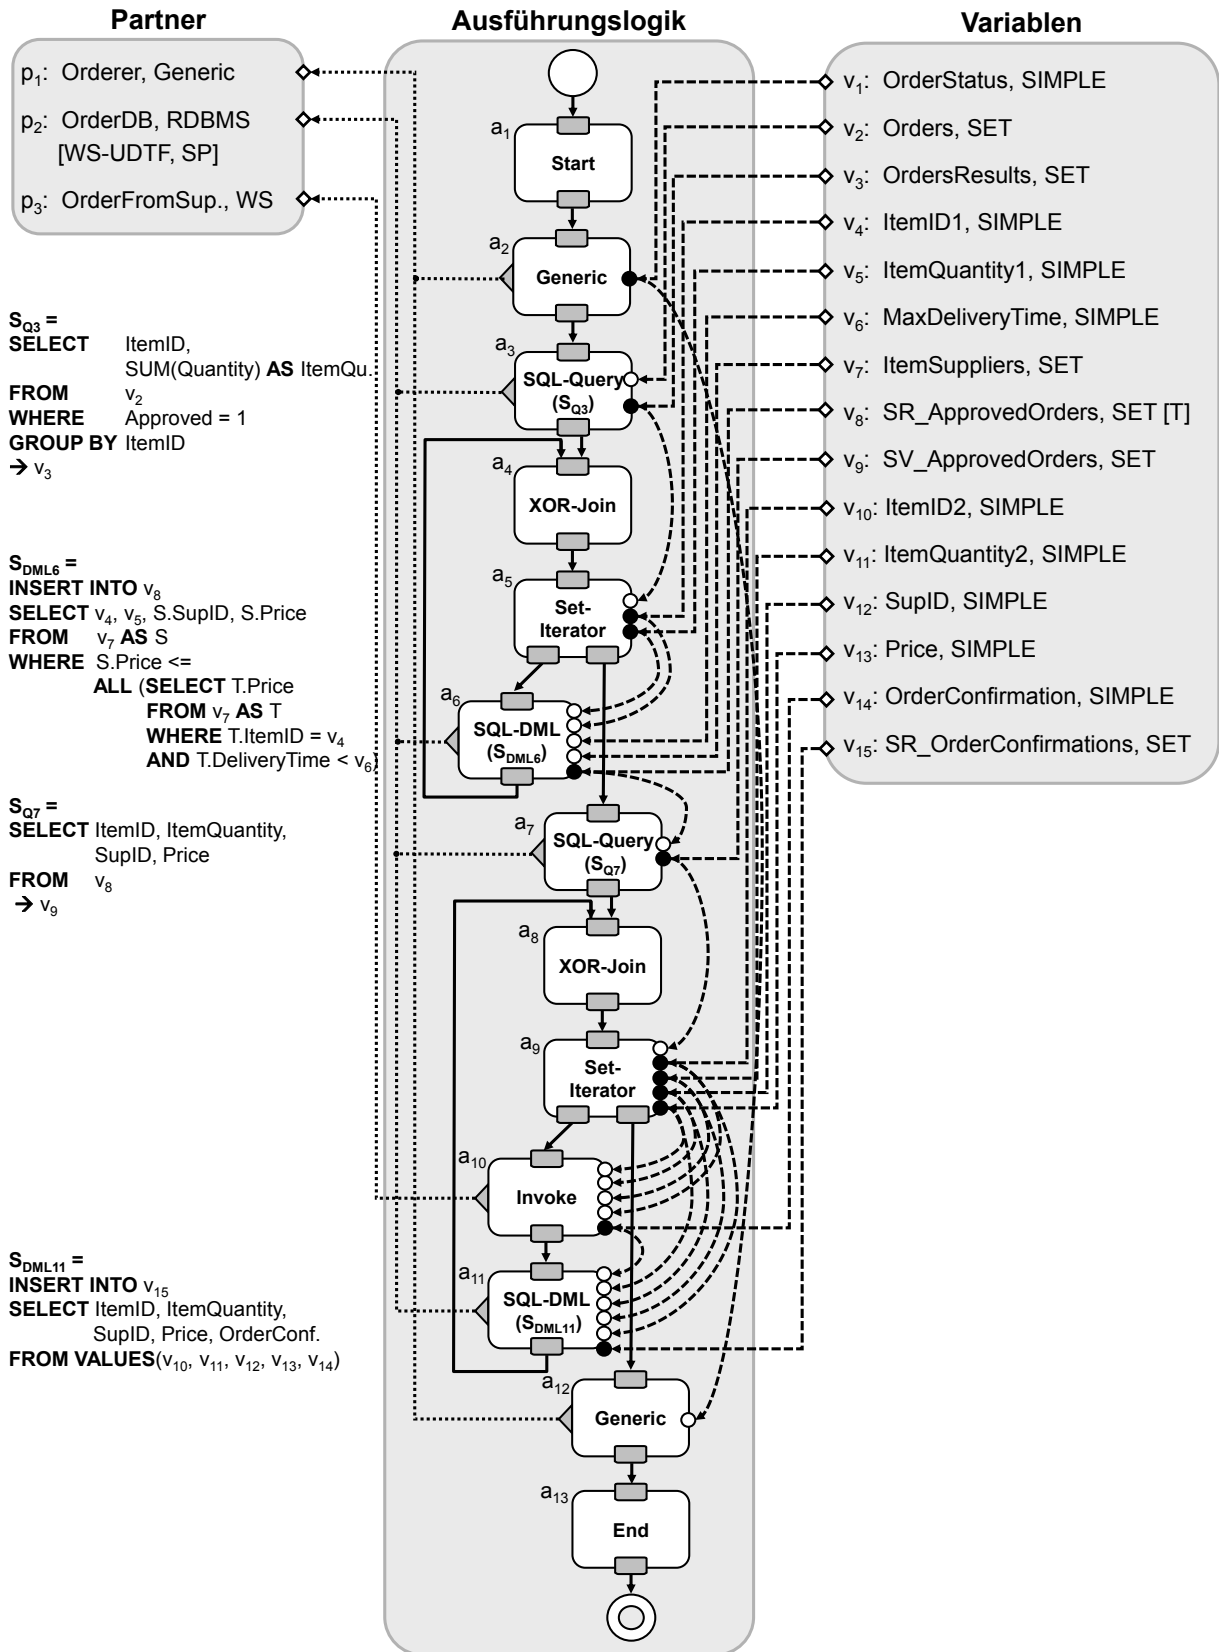 Partner
Ausführungslogik
Variablen
p1: Orderer, Generic
p2: OrderDB, RDBMS
[WS-UDTF, SP]
p3: OrderFromSup., WS
SQ3 =
SELECT ItemID,
SUM(Quantity) AS ItemQu.
FROM v2
WHERE Approved = 1
GROUP BY ItemID
➔ v3
SDML6 =
INSERT INTO v8
SELECT v4, v5, S.SupID, S.Price
FROM v7 AS S
WHERE S.Price <=
ALL (SELECT T.Price
FROM v7 AS T
WHERE T.ItemID = v4
AND T.DeliveryTime < v6)
SQ7 =
SELECT ItemID, ItemQuantity,
SupID, Price
FROM v8
➔ v9
SDML11 =
INSERT INTO v15
SELECT ItemID, ItemQuantity,
SupID, Price, OrderConf.
FROM VALUES(v10, v11, v12, v13, v14)
a1
Start
a2
Generic
a3
SQL-Query
(SQ3)
a4
XOR-Join
a5
Set-
Iterator
a6
SQL-DML
(SDML6)
a7
SQL-Query
(SQ7)
a8
XOR-Join
a9
Set-
Iterator
a10
Invoke
a11
SQL-DML
(SDML11)
a12
Generic
a13
End
v1: OrderStatus, SIMPLE
v2: Orders, SET
v3: OrdersResults, SET
v4: ItemID1, SIMPLE
v5: ItemQuantity1, SIMPLE
v6: MaxDeliveryTime, SIMPLE
v7: ItemSuppliers, SET
v8: SR_ApprovedOrders, SET [T]
v9: SV_ApprovedOrders, SET
v10: ItemID2, SIMPLE
v11: ItemQuantity2, SIMPLE
v12: SupID, SIMPLE
v13: Price, SIMPLE
v14: OrderConfirmation, SIMPLE
v15: SR_OrderConfirmations, SET